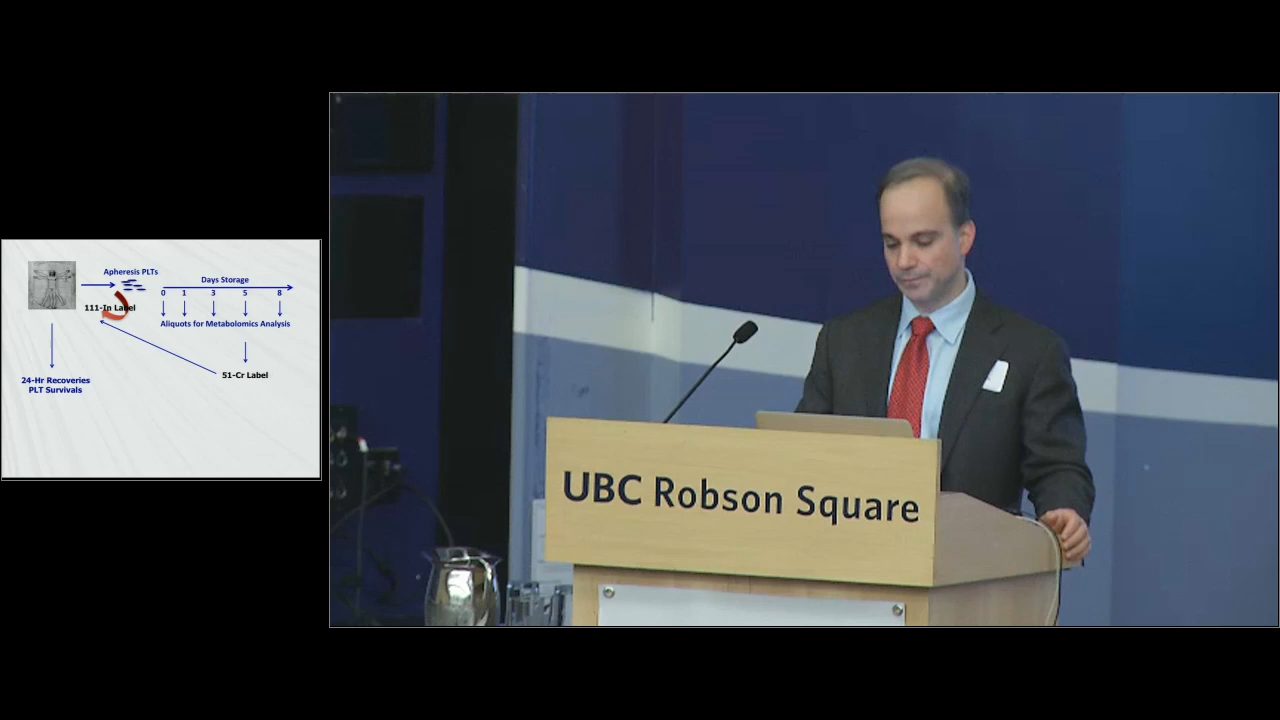 Apheresis PLTs
Days Storage
0 1 3 5 8
111-In Label
Aliquots for Metabolomics Analysis
51-Cr Label
24-Hr Recoveries
PLT Survivals
UBC Robson Square